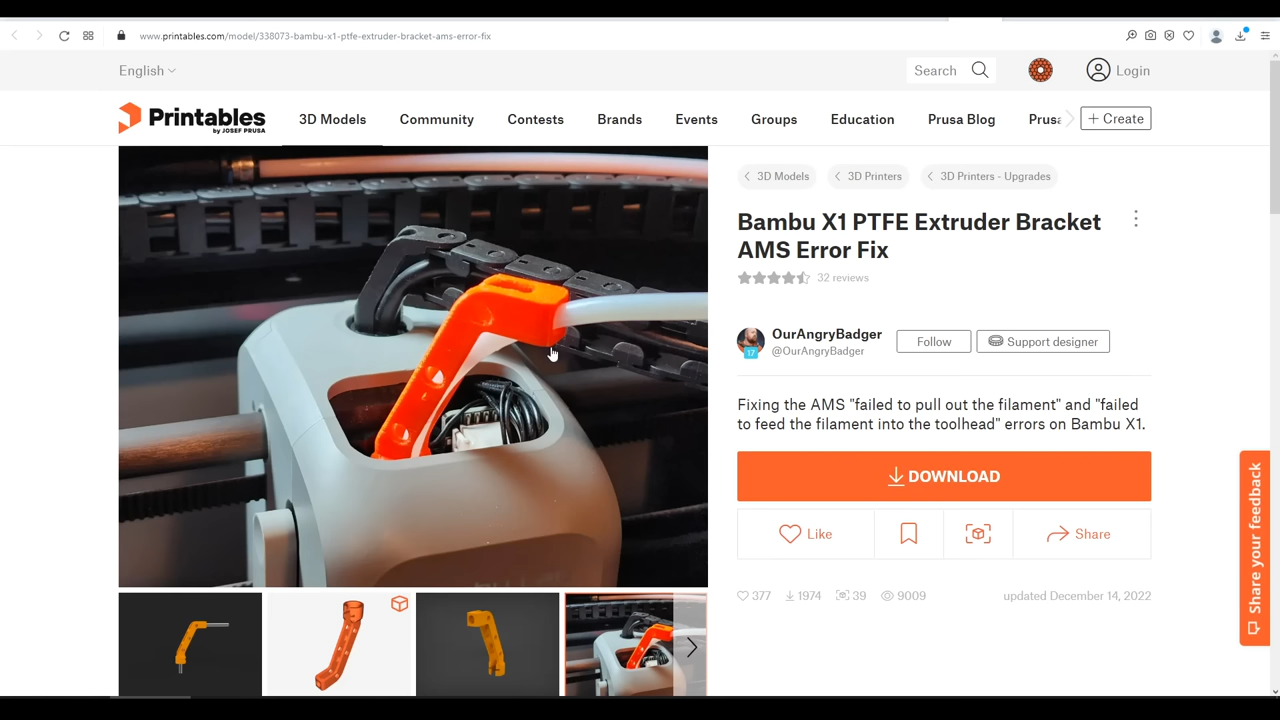 www.printables.com/model/338073-bambu-x1-ptfe-extruder-bracket-ams-error-fix
English
Search
Login
Printables
by JOSEF PRUSA
3D Models
Community
Contests
Brands
Events
Groups
Education
Prusa Blog
Prusa
+ Create
3D Models
3D Printers
3D Printers - Upgrades
Bambu X1 PTFE Extruder Bracket
AMS Error Fix
32 reviews
OurAngryBadger
@OurAngryBadger
17
Follow
Support designer
Fixing the AMS "failed to pull out the filament" and "failed
to feed the filament into the toolhead" errors on Bambu X1.
DOWNLOAD
Like
Share
377
1974
39
9009
updated December 14, 2022
Share your feedback